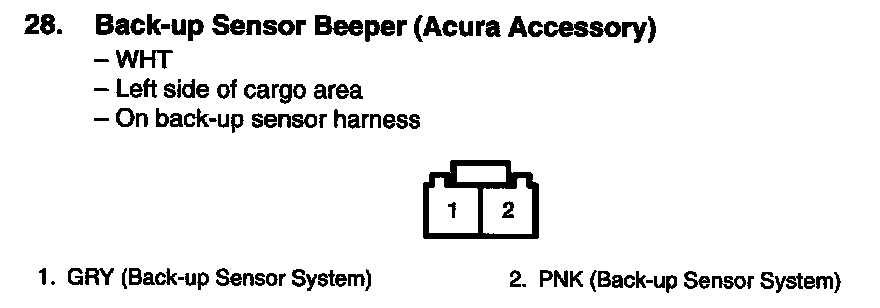 28. Back-up Sensor Beeper (Acura Accessory)
– WHT
– Left side of cargo area
– On back-up sensor harness
1 2
1. GRY (Back-up Sensor System) 2. PNK (Back-up Sensor System)